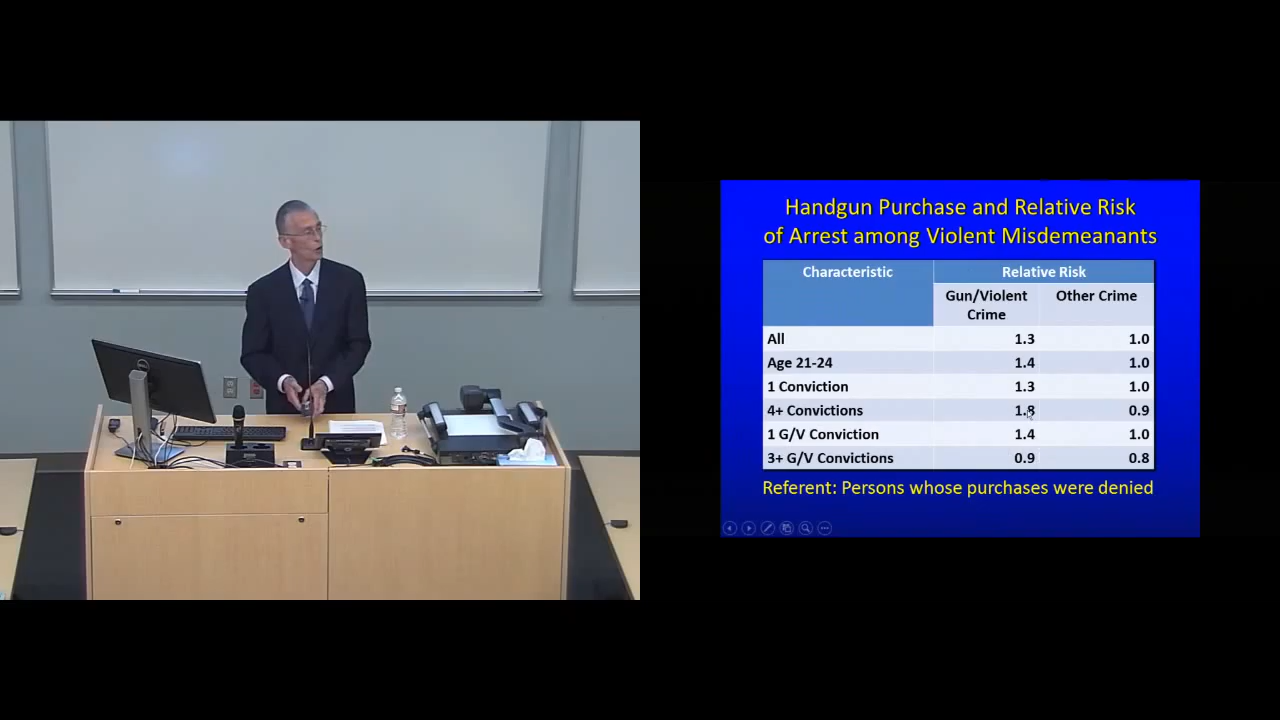 Handgun Purchase and Relative Risk
of Arrest among Violent Misdemeanants
Characteristic Relative Risk
Gun/Violent Crime Other Crime
All 1.3 1.0
Age 21-24 1.4 1.0
1 Conviction 1.3 1.0
4+ Convictions 1.8 0.9
1 G/V Conviction 1.4 1.0
3+ G/V Convictions 0.9 0.8
Referent: Persons whose purchases were denied